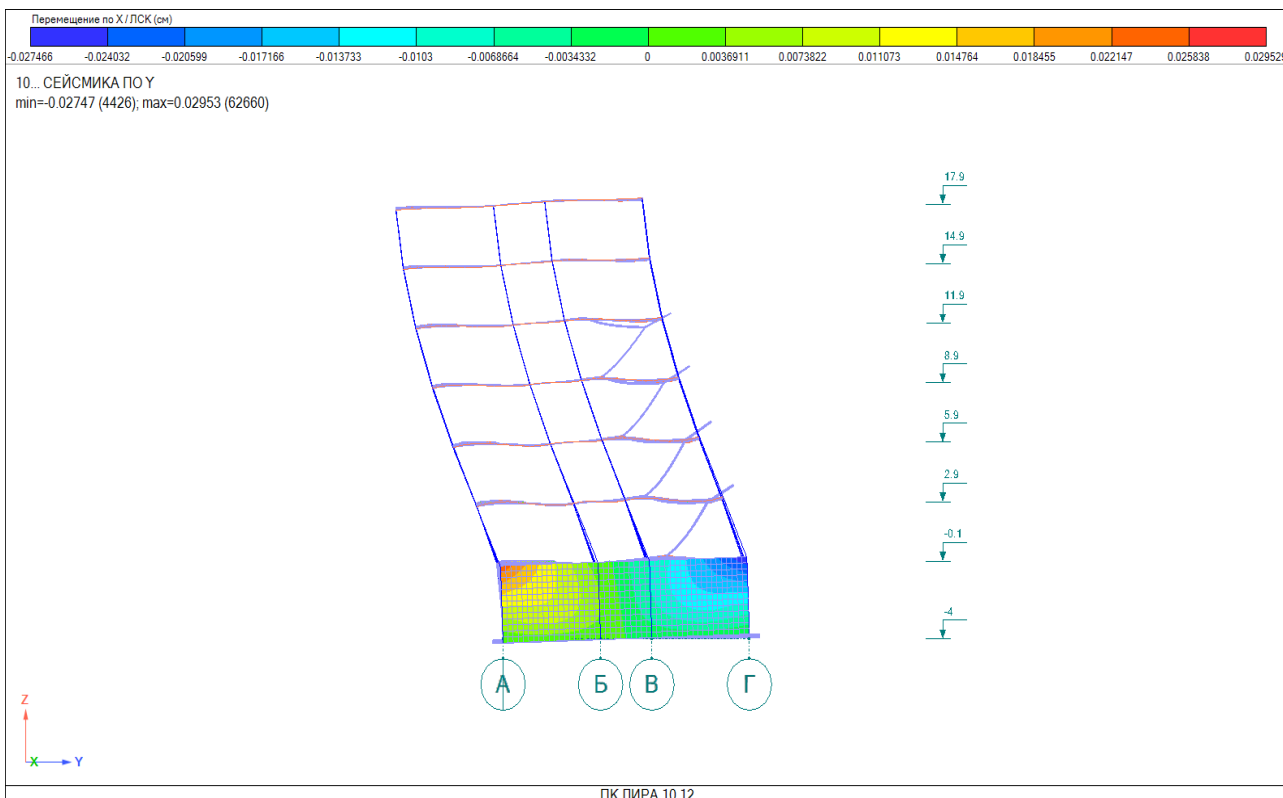 Перемещение по X / ЛСК (см)
-0.027466 -0.024032 -0.020599 -0.017166 -0.013733 -0.0103 -0.0068664 -0.0034332 0 0.0036911 0.0073822 0.011073 0.014764 0.018455 0.022147 0.025838 0.029529
10... СЕЙСМИКА ПО Y
min=-0.02747 (4426); max=0.02953 (62660)
17.9
14.9
11.9
8.9
5.9
2.9
-0.1
-4
А Б В Г
Z
X Y
ПК ЛИРА 10.12